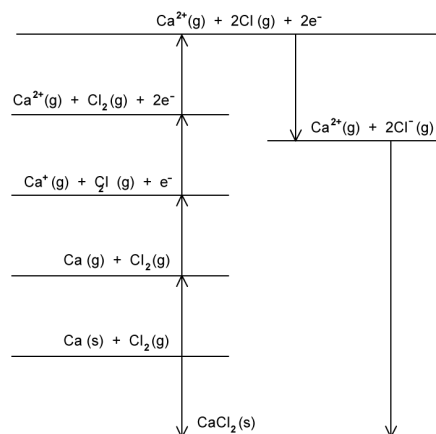 Ca²⁺(g) + 2Cl (g) + 2e⁻
Ca²⁺(g) + Cl₂(g) + 2e⁻
Ca²⁺(g) + 2Cl⁻(g)
Ca⁺(g) + Cl₂ (g) + e⁻
Ca (g) + Cl₂(g)
Ca (s) + Cl₂(g)
CaCl₂(s)